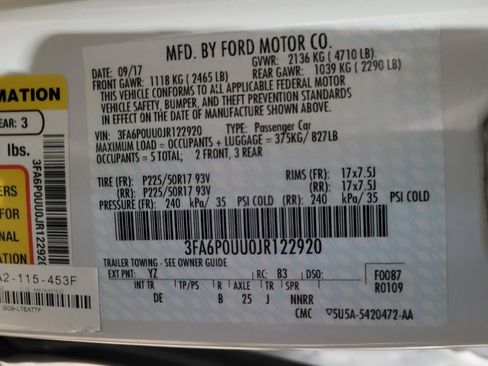 MFD. BY FORD MOTOR CO.
DATE: 09/17 GVWR: 2136 KG (4710 LB)
FRONT GAWR: 1118 KG (2465 LB) REAR GAWR: 1039 KG (2290 LB)
THIS VEHICLE CONFORMS TO ALL APPLICABLE FEDERAL MOTOR
VEHICLE SAFETY, BUMPER, AND THEFT PREVENTION STANDARDS
IN EFFECT ON THE DATE OF MANUFACTURE SHOWN ABOVE.
VIN: 3FA6P0UU0JR122920 TYPE: Passenger Car
MAXIMUM LOAD = OCCUPANTS + LUGGAGE = 375KG/ 827LB
OCCUPANTS = 5 TOTAL; 2 FRONT, 3 REAR
TIRE (FR): P225/50R17 93V RIMS (FR): 17x7.5J
(RR): P225/50R17 93V (RR): 17x7.5J
PRESSURE (FR): 240 kPa/ 35 PSI COLD (RR): 240 kPa/ 35 PSI COLD
3FA6P0UU0JR122920
TRAILER TOWING - SEE OWNER GUIDE
EXT PNT: YZ RC: 83 DSO: F0087
R0109
INT TR TP/PS R AXLE TR SPR
DE B 25 J NNRR
CMC 5U5A-5420472-AA
MATION
EAR: 3
lbs.
ERS
FOR
NAL
ATION
3FA6P0UU0JR122920
A2-115-453F